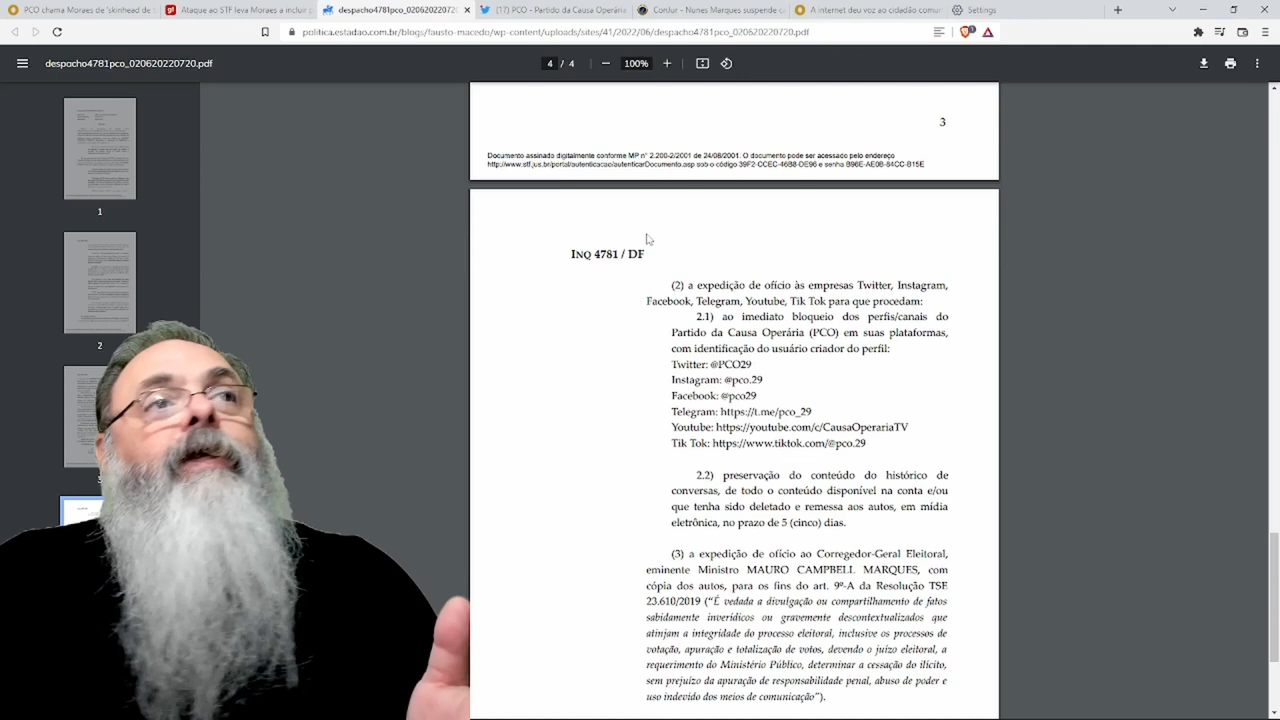 PCO chama Moraes de 'skinhead de
Ataque ao STF leva Moraes a incluir p
despacho4781pco_020620220720
(17) PCO - Partido da Causa Operária
ConJur - Nunes Marques suspende ca
A internet deu voz ao cidadão comum
Settings
politica.estadao.com.br/blogs/fausto-macedo/wp-content/uploads/sites/41/2022/06/despacho4781pco_020620220720.pdf
despacho4781pco_020620220720.pdf
4 / 4
100%
1
2
3
Documento assinado digitalmente conforme MP n° 2.200-2/2001 de 24/08/2001. O documento pode ser acessado pelo endereço
http://www.stf.jus.br/portal/autenticacao/autenticarDocumento.asp sob o código 39F2-CCEC-46B8-DE96 e senha B96E-AE0B-84CC-B15E
INQ 4781 / DF
(2) a expedição de ofício às empresas Twitter, Instagram,
Facebook, Telegram, Youtube, Tik Tok para que procedam:
2.1) ao imediato bloqueio dos perfis/canais do
Partido da Causa Operária (PCO) em suas plataformas,
com identificação do usuário criador do perfil:
Twitter: @PCO29
Instagram: @pco.29
Facebook: @pco29
Telegram: https://t.me/pco_29
Youtube: https://youtube.com/c/CausaOperariaTV
Tik Tok: https://www.tiktok.com/@pco.29
2.2) preservação do conteúdo do histórico de
conversas, de todo o conteúdo disponível na conta e/ou
que tenha sido deletado e remessa aos autos, em mídia
eletrônica, no prazo de 5 (cinco) dias.
(3) a expedição de ofício ao Corregedor-Geral Eleitoral,
eminente Ministro MAURO CAMPBELL MARQUES, com
cópia dos autos, para os fins do art. 9º-A da Resolução TSE
23.610/2019 (“É vedada a divulgação ou compartilhamento de fatos
sabidamente inverídicos ou gravemente descontextualizados que
atinjam a integridade do processo eleitoral, inclusive os processos de
votação, apuração e totalização de votos, devendo o juízo eleitoral, a
requerimento do Ministério Público, determinar a cessação do ilícito,
sem prejuízo da apuração de responsabilidade penal, abuso de poder e
uso indevido dos meios de comunicação”).